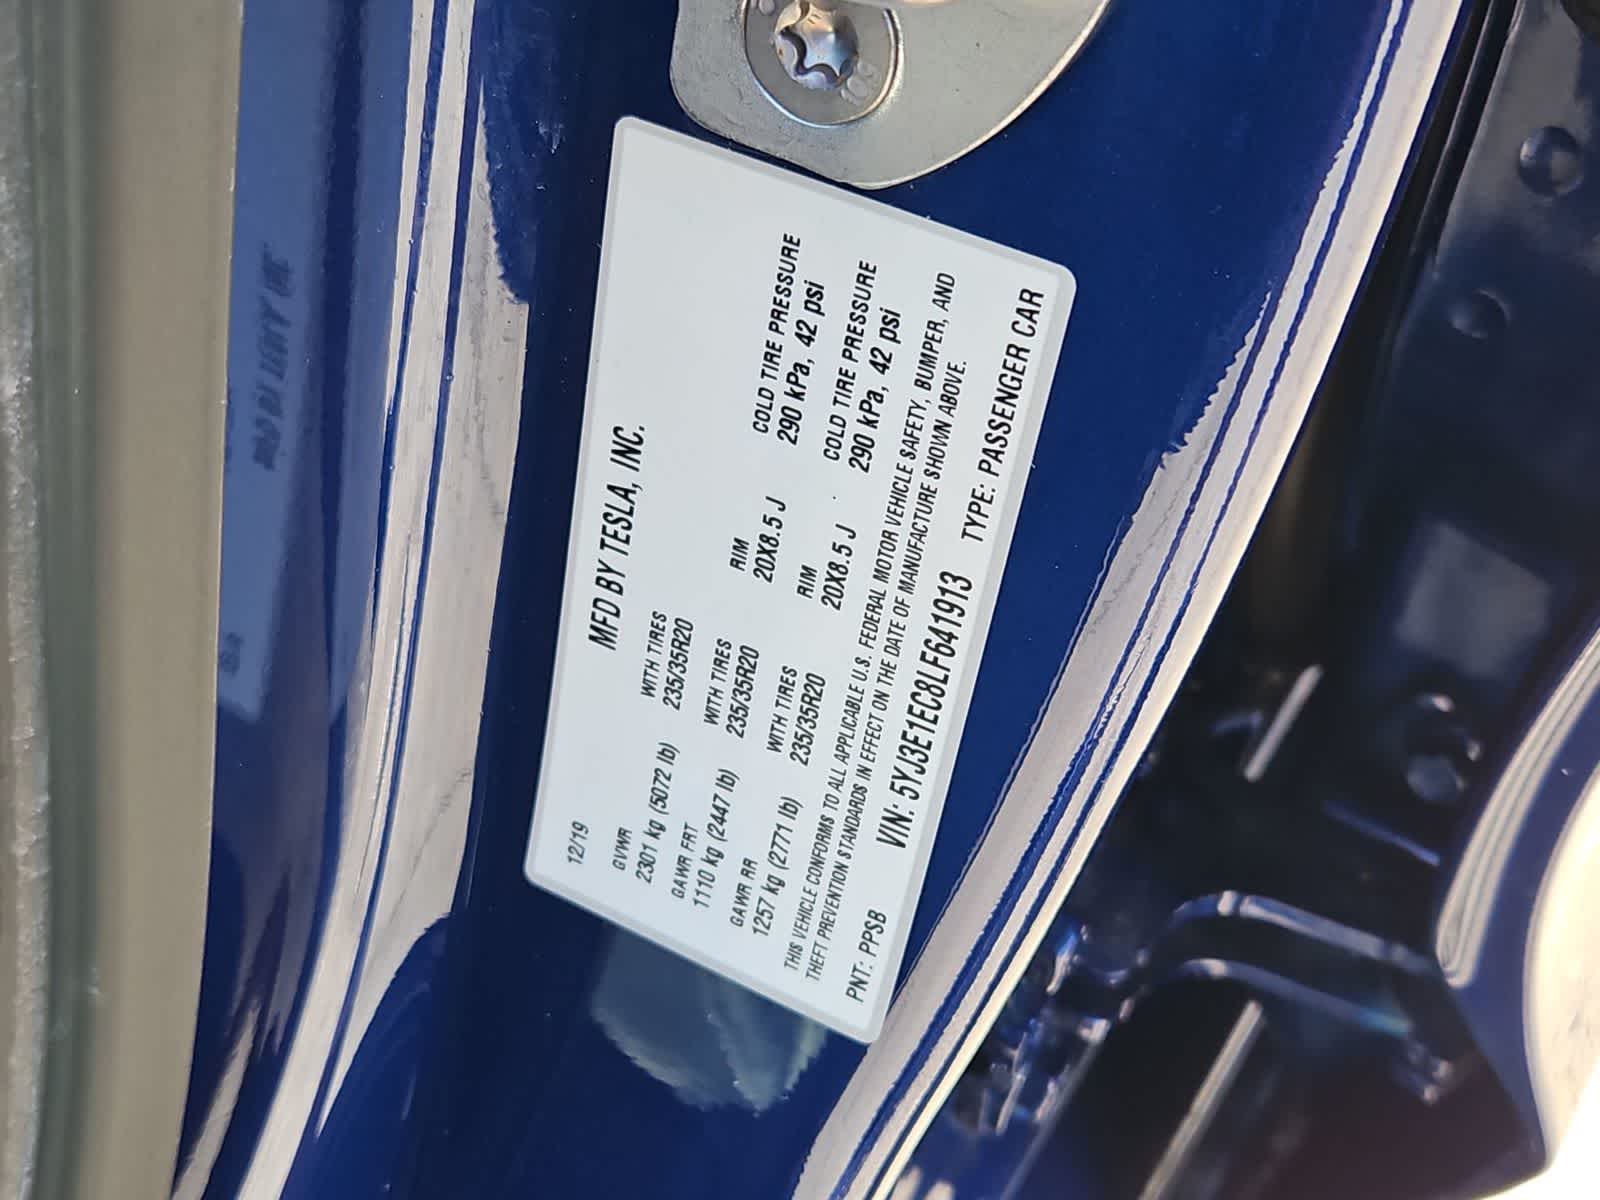 MFD BY TESLA, INC.
12/19
GVWR
2301 kg (5072 lb)
WITH TIRES
235/35R20
GAWR FRT
1110 kg (2447 lb)
WITH TIRES
235/35R20
RIM
20X8.5 J
COLD TIRE PRESSURE
290 kPa, 42 psi
GAWR RR
1257 kg (2771 lb)
WITH TIRES
235/35R20
RIM
20X8.5 J
COLD TIRE PRESSURE
290 kPa, 42 psi
THIS VEHICLE CONFORMS TO ALL APPLICABLE U.S. FEDERAL MOTOR VEHICLE SAFETY, BUMPER, AND
THEFT PREVENTION STANDARDS IN EFFECT ON THE DATE OF MANUFACTURE SHOWN ABOVE.
PNT: PPSB VIN: 5YJ3E1EC8LF641913 TYPE: PASSENGER CAR